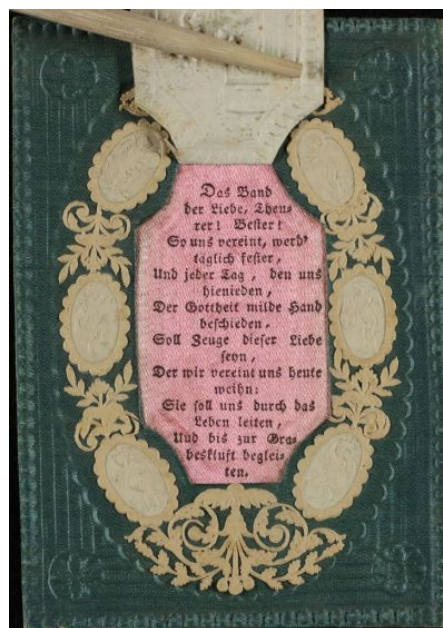 Das Band
der Liebe, Theu-
rer! Bester!
So uns vereint, werd'
täglich fester,
Und jeder Tag, den uns
hienieden,
Der Gottheit milde Hand
beschieden,
Soll Zeuge dieser Liebe
seyn,
Der wir vereint uns heute
weihn:
Sie soll uns durch das
Leben leiten,
Und bis zur Gra-
beskluft beglei-
ten.